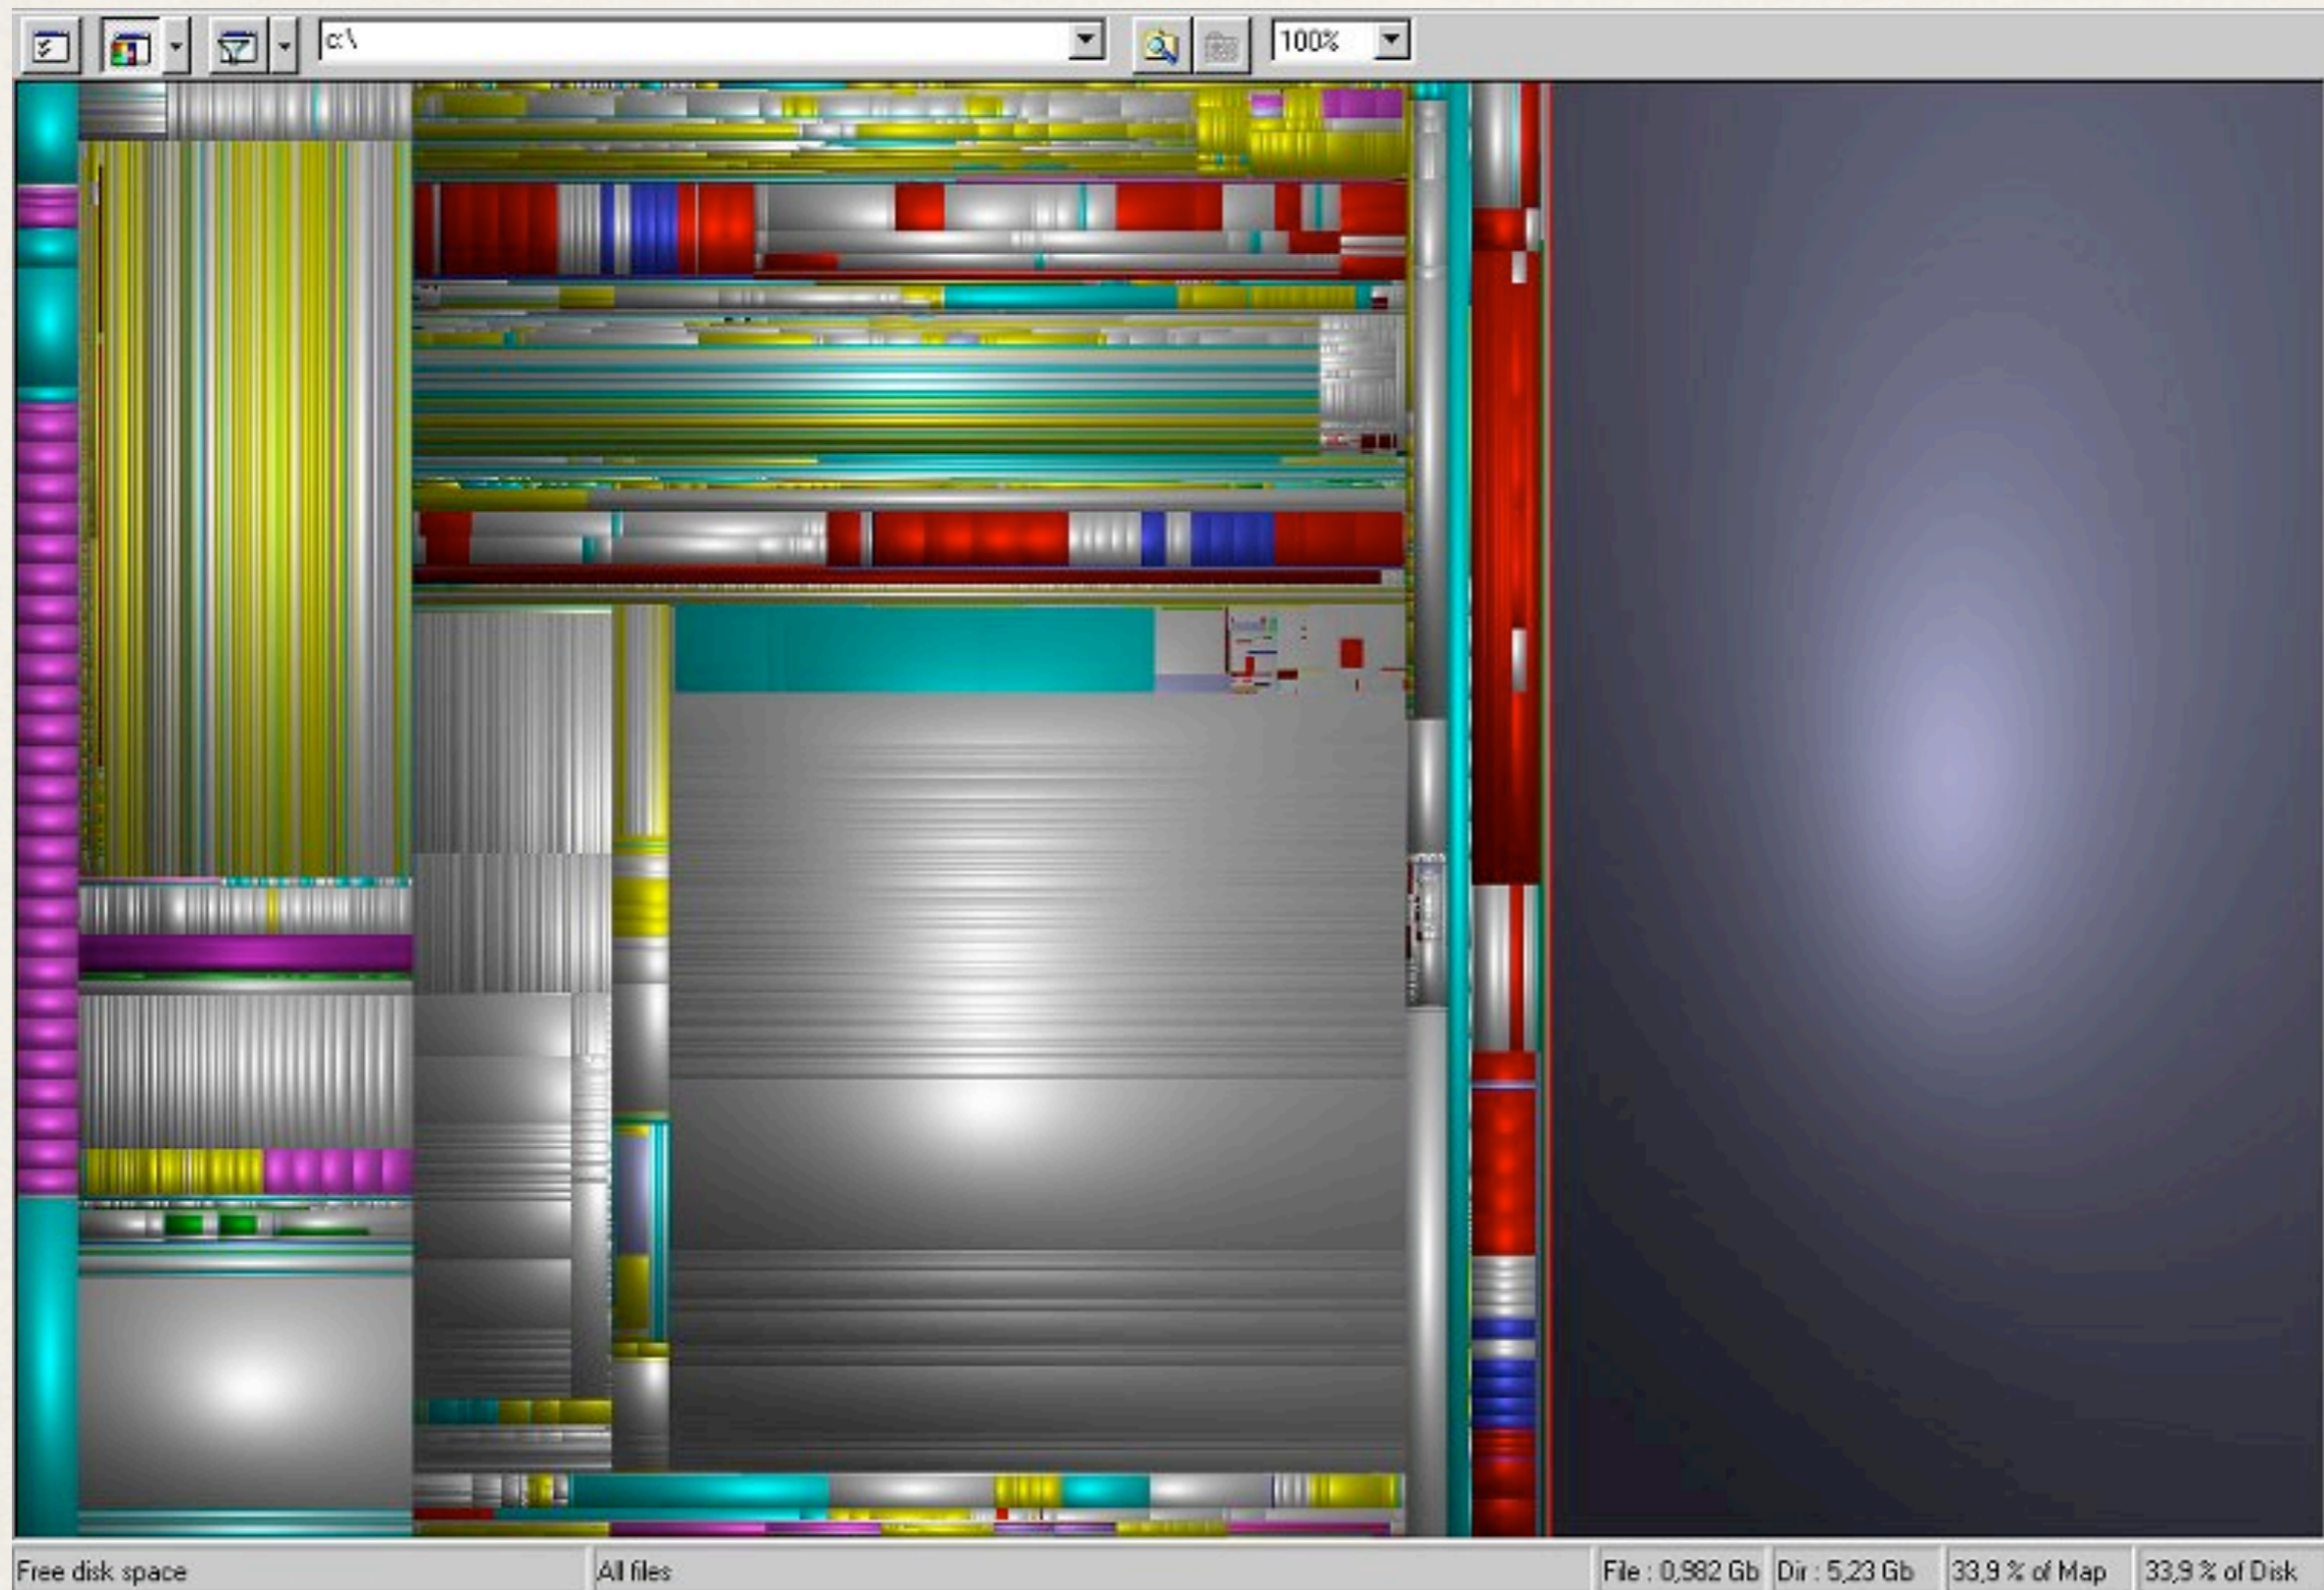 c:\
100%
Free disk space
All files
File : 0,982 Gb
Dir : 5,23 Gb
33,9 % of Map
33,9 % of Disk